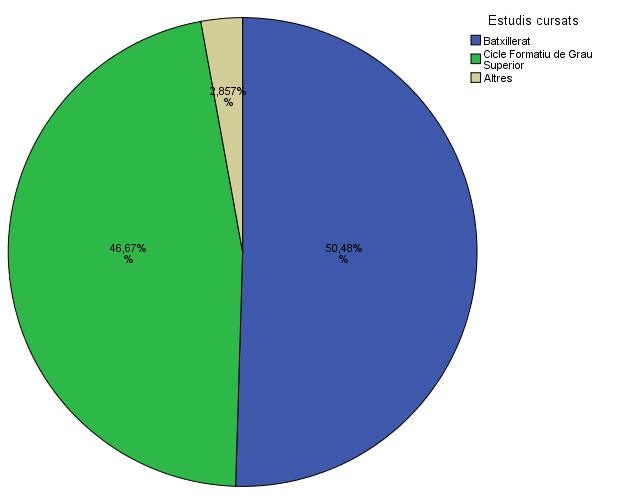 Estudis cursats
Batxillerat
Cicle Formatiu de Grau
Superior
Altres
2,857%
%
46,67%
%
50,48%
%